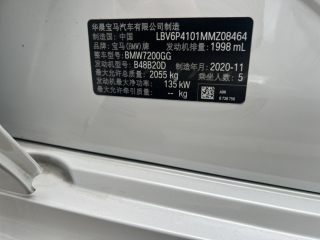 华晨宝马汽车有限公司制造
制造国：中国 LBV6P4101MMZ08464
品牌：宝马(BMW)牌 发动机排量：1998 mL
整车型号：BMW7200GG
发动机型号：B48B20D 制造年月：2020-11
最大允许总质量：2055 kg 乘坐人数：5
发动机最大净功率：135 kW
最大允许牵引质量：-- kg